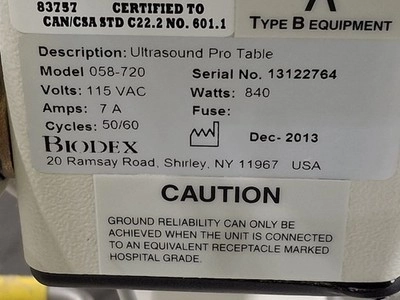 83757 CERTIFIED TO
CAN/CSA STD C22.2 NO. 601.1
TYPE B EQUIPMENT
Description: Ultrasound Pro Table
Model 058-720 Serial No. 13122764
Volts: 115 VAC Watts: 840
Amps: 7 A Fuse:
Cycles: 50/60
BIODEX Dec- 2013
20 Ramsay Road, Shirley, NY 11967 USA
CAUTION
GROUND RELIABILITY CAN ONLY BE
ACHIEVED WHEN THE UNIT IS CONNECTED
TO AN EQUIVALENT RECEPTACLE MARKED
HOSPITAL GRADE.